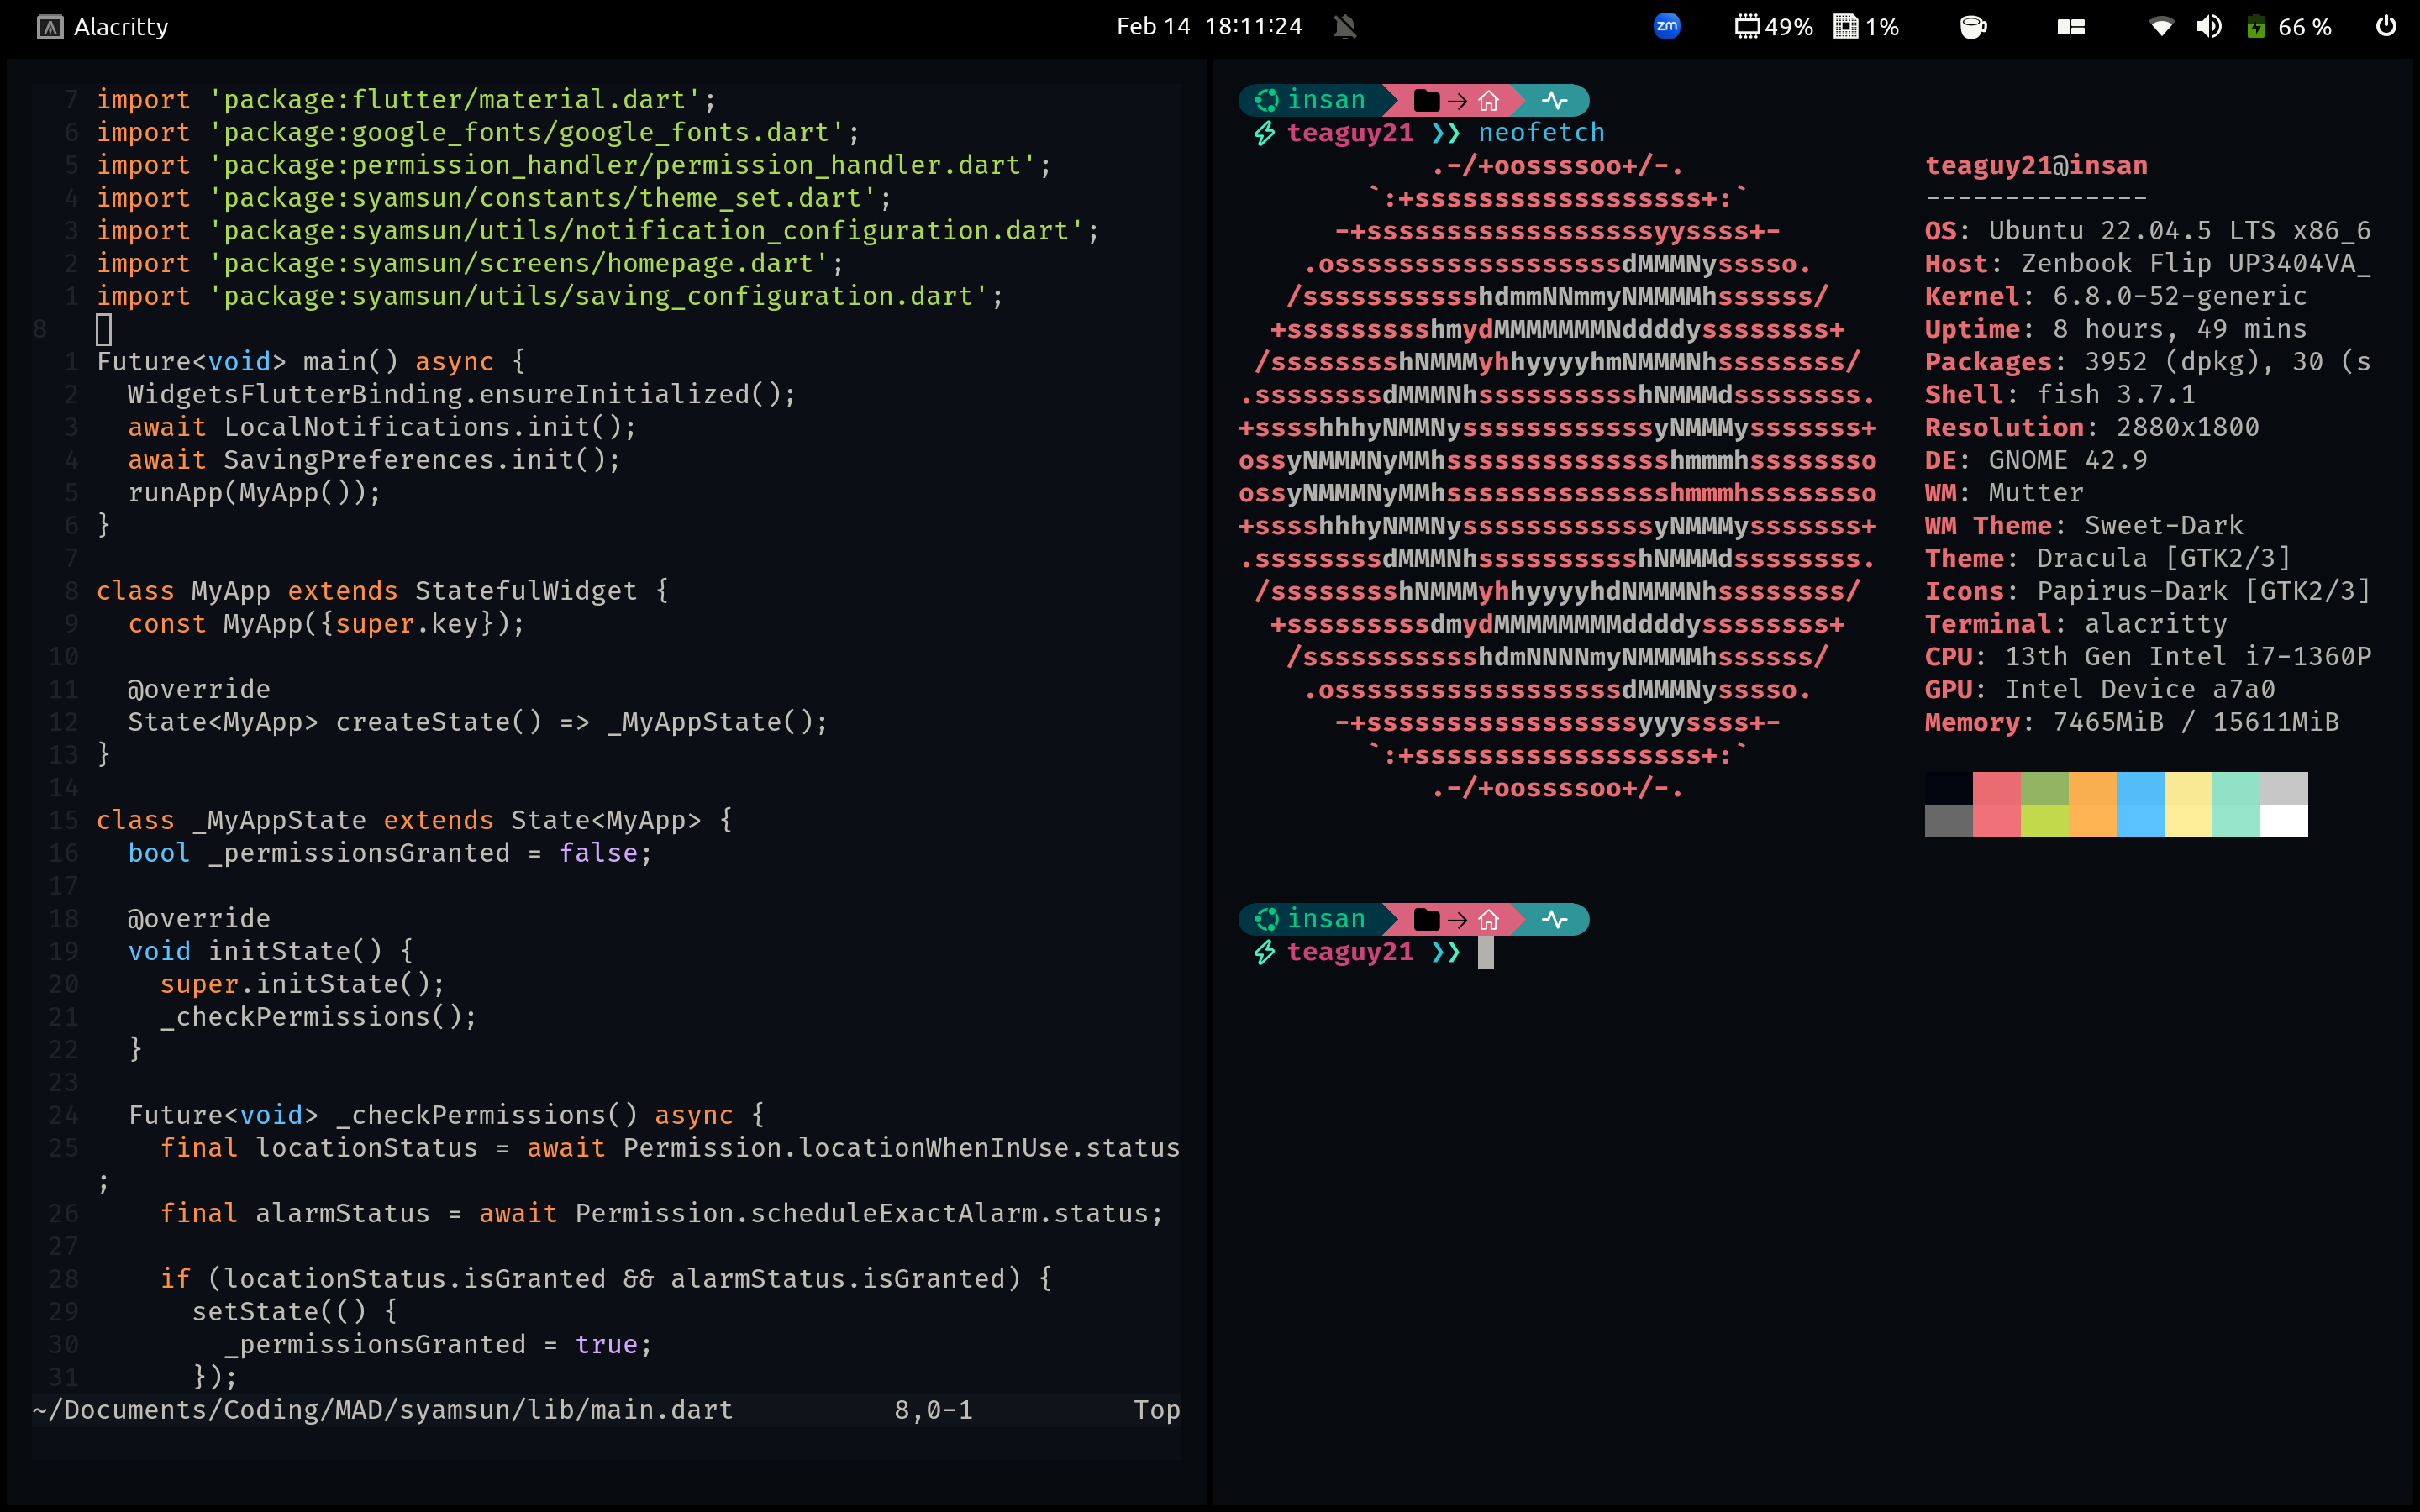 Alacritty
Feb 14 18:11:24
zm
49%
1%
66 %
7 import 'package:flutter/material.dart';
6 import 'package:google_fonts/google_fonts.dart';
5 import 'package:permission_handler/permission_handler.dart';
4 import 'package:syamsun/constants/theme_set.dart';
3 import 'package:syamsun/utils/notification_configuration.dart';
2 import 'package:syamsun/screens/homepage.dart';
1 import 'package:syamsun/utils/saving_configuration.dart';
8
1 Future<void> main() async {
2   WidgetsFlutterBinding.ensureInitialized();
3   await LocalNotifications.init();
4   await SavingPreferences.init();
5   runApp(MyApp());
6 }
7
8 class MyApp extends StatefulWidget {
9   const MyApp({super.key});
10
11   @override
12   State<MyApp> createState() => _MyAppState();
13 }
14
15 class _MyAppState extends State<MyApp> {
16   bool _permissionsGranted = false;
17
18   @override
19   void initState() {
20     super.initState();
21     _checkPermissions();
22   }
23
24   Future<void> _checkPermissions() async {
25     final locationStatus = await Permission.locationWhenInUse.status
;
26     final alarmStatus = await Permission.scheduleExactAlarm.status;
27
28     if (locationStatus.isGranted && alarmStatus.isGranted) {
29       setState(() {
30         _permissionsGranted = true;
31       });
~/Documents/Coding/MAD/syamsun/lib/main.dart 8,0-1 Top
insan
teaguy21 ❯❯ neofetch
.-/+oossssoo+/-.
`:+ssssssssssssssssss+:`
-+ssssssssssssssssssyyssss+-
.ossssssssssssssssssdMMMNysssso.
/ssssssssssshdmmNNmmyNMMMMhssssss/
+ssssssssshmydMMMMMMMNddddyssssssss+
/sssssssshNMMMyhhyyyyhmNMMMNhssssssss/
.ssssssssdMMMNhsssssssssshNMMMdssssssss.
+sssshhhyNMMNyssssssssssssyNMMMysssssss+
ossyNMMMNyMMhsssssssssssssshmmmhssssssso
ossyNMMMNyMMhsssssssssssssshmmmhssssssso
+sssshhhyNMMNyssssssssssssyNMMMysssssss+
.ssssssssdMMMNhsssssssssshNMMMdssssssss.
/sssssssshNMMMyhhyyyyhdNMMMNhssssssss/
+sssssssssdmydMMMMMMMMddddyssssssss+
/ssssssssssshdmNNNNmyNMMMMhssssss/
.ossssssssssssssssssdMMMNysssso.
-+sssssssssssssssssyyyssss+-
`:+ssssssssssssssssss+:`
.-/+oossssoo+/-.
teaguy21@insan
--------------
OS: Ubuntu 22.04.5 LTS x86_6
Host: Zenbook Flip UP3404VA_
Kernel: 6.8.0-52-generic
Uptime: 8 hours, 49 mins
Packages: 3952 (dpkg), 30 (s
Shell: fish 3.7.1
Resolution: 2880x1800
DE: GNOME 42.9
WM: Mutter
WM Theme: Sweet-Dark
Theme: Dracula [GTK2/3]
Icons: Papirus-Dark [GTK2/3]
Terminal: alacritty
CPU: 13th Gen Intel i7-1360P
GPU: Intel Device a7a0
Memory: 7465MiB / 15611MiB
insan
teaguy21 ❯❯